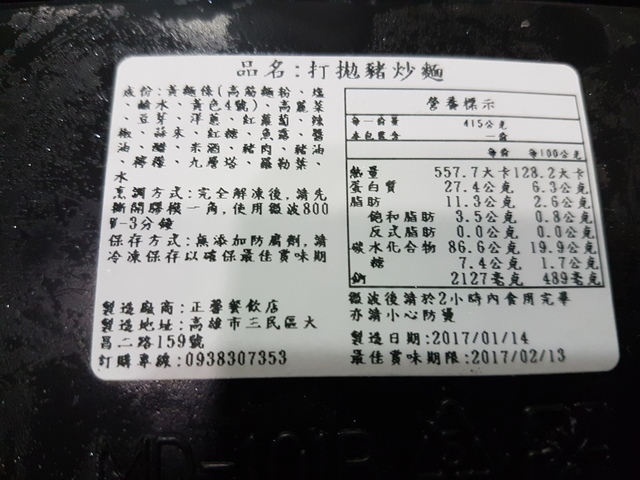 品名:打拋豬炒麵
成份:黃麵條(高筋麵粉、鹽
、鹼水、黃色4號)、高麗菜
、豆芽、洋蔥、紅蘿蔔、辣
椒、蒜末、紅糖、魚露、醬
油、醋、米酒、豬肉、豬油
、檸檬、九層塔、羅勒葉、
水
烹調方式:完全解凍後,請先
撕開膠膜一角,使用微波800
W-3分鐘
保存方式:無添加防腐劑,請
冷凍保存以確保最佳賞味期
製造廠商:正馨餐飲店
製造地址:高雄市三民區大
昌二路159號
訂購專線:0938307353
營養標示
每一份量 415公克
本包裝含 一份
每份 每100公克
熱量 557.7大卡 128.2大卡
蛋白質 27.4公克 6.3公克
脂肪 11.3公克 2.6公克
飽和脂肪 3.5公克 0.8公克
反式脂肪 0.0公克 0.0公克
碳水化合物 86.6公克 19.9公克
糖 7.4公克 1.7公克
鈉 2127毫克 489毫克
微波後請於2小時內食用完畢
亦請小心防燙
製造日期:2017/01/14
最佳賞味期限:2017/02/13